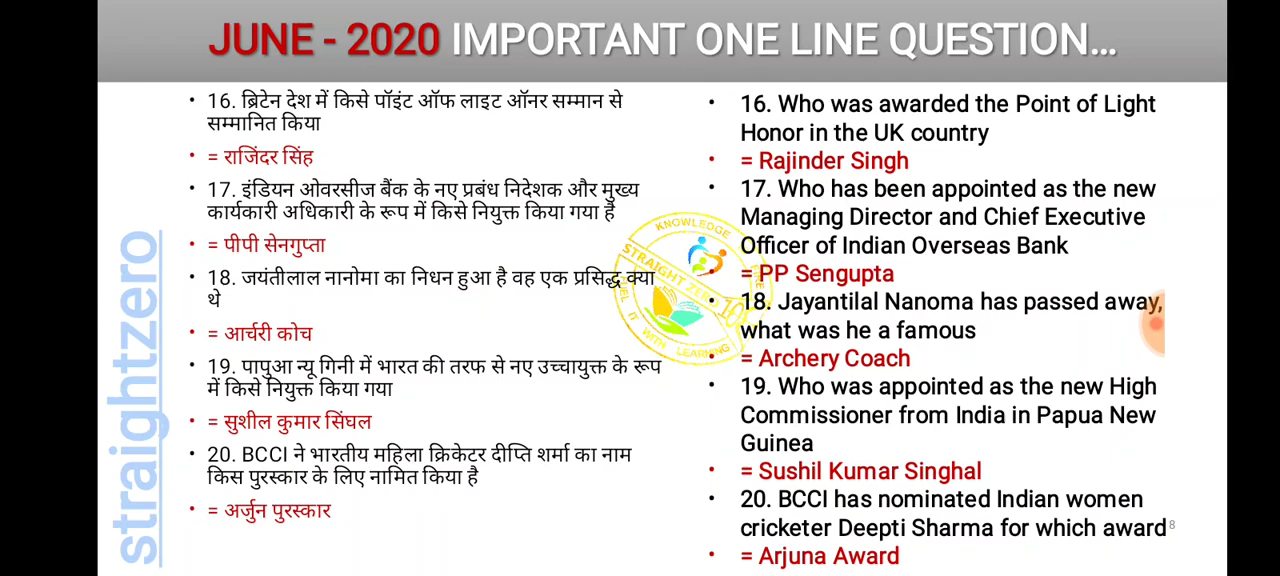 JUNE - 2020 IMPORTANT ONE LINE QUESTION...
straightzero
• 16. ब्रिटेन देश में किसे पॉइंट ऑफ लाइट ऑनर सम्मान से
सम्मानित किया
• = राजिंदर सिंह
• 17. इंडियन ओवरसीज बैंक के नए प्रबंध निदेशक और मुख्य
कार्यकारी अधिकारी के रूप में किसे नियुक्त किया गया है
• = पीपी सेनगुप्ता
• 18. जयंतीलाल नानोमा का निधन हुआ है वह एक प्रसिद्ध क्या
थे
• = आर्चरी कोच
• 19. पापुआ न्यू गिनी में भारत की तरफ से नए उच्चायुक्त के रूप
में किसे नियुक्त किया गया
• = सुशील कुमार सिंघल
• 20. BCCI ने भारतीय महिला क्रिकेटर दीप्ति शर्मा का नाम
किस पुरस्कार के लिए नामित किया है
• = अर्जुन पुरस्कार
• 16. Who was awarded the Point of Light
Honor in the UK country
• = Rajinder Singh
• 17. Who has been appointed as the new
Managing Director and Chief Executive
Officer of Indian Overseas Bank
• = PP Sengupta
• 18. Jayantilal Nanoma has passed away,
what was he a famous
• = Archery Coach
• 19. Who was appointed as the new High
Commissioner from India in Papua New
Guinea
• = Sushil Kumar Singhal
• 20. BCCI has nominated Indian women
cricketer Deepti Sharma for which award
• = Arjuna Award
8
KNOWLEDGE
STRAIGHT ZERO
WITH LEARNING